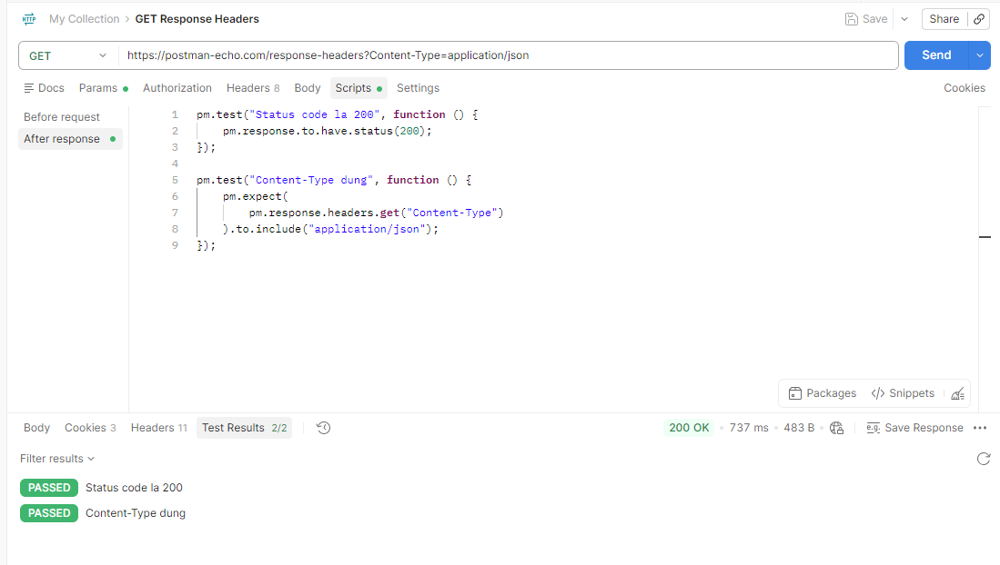 HTTP My Collection > GET Response Headers Save Share
GET https://postman-echo.com/response-headers?Content-Type=application/json Send
Docs Params Authorization Headers 8 Body Scripts Settings Cookies
Before request
After response
1 pm.test("Status code la 200", function () {
2 pm.response.to.have.status(200);
3 });
4
5 pm.test("Content-Type dung", function () {
6 pm.expect(
7 pm.response.headers.get("Content-Type")
8 ).to.include("application/json");
9 });
Packages </> Snippets
Body Cookies 3 Headers 11 Test Results 2/2 200 OK • 737 ms • 483 B • e.g. Save Response
Filter results
PASSED Status code la 200
PASSED Content-Type dung